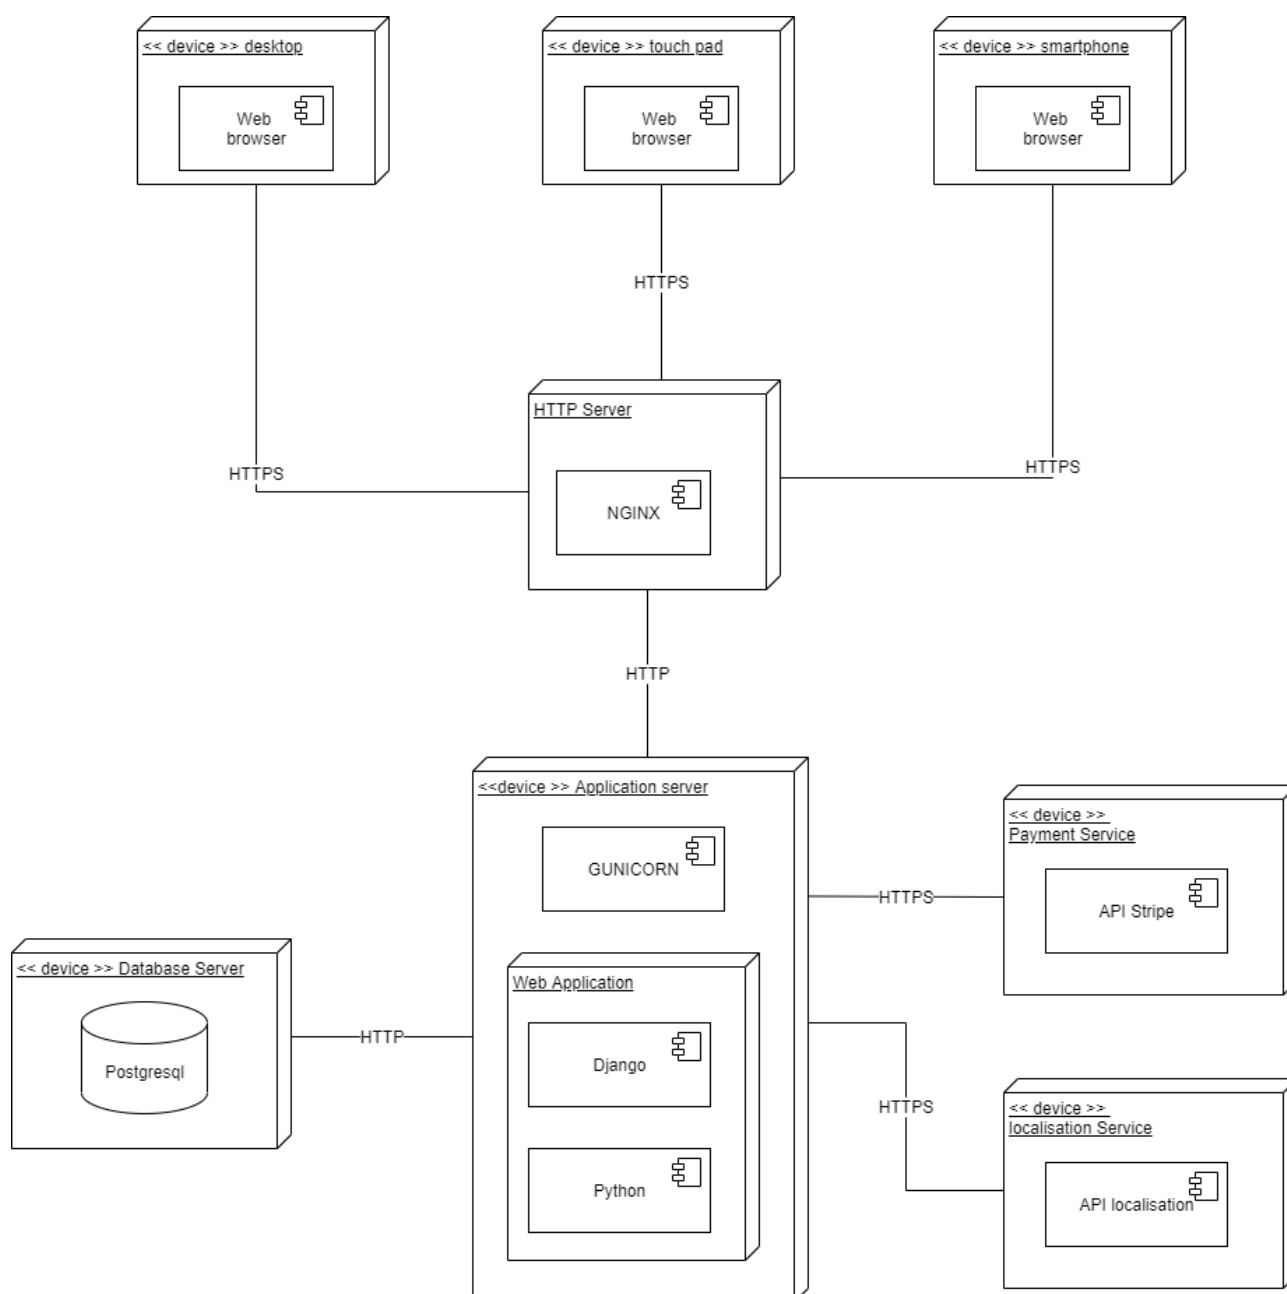 << device >> desktop
Web
browser
<< device >> touch pad
Web
browser
<< device >> smartphone
Web
browser
HTTPS
HTTPS
HTTPS
HTTP Server
NGINX
HTTP
<<device >> Application server
GUNICORN
Web Application
Django
Python
<< device >> Database Server
Postgresql
HTTP
HTTPS
<< device >>
Payment Service
API Stripe
HTTPS
<< device >>
localisation Service
API localisation